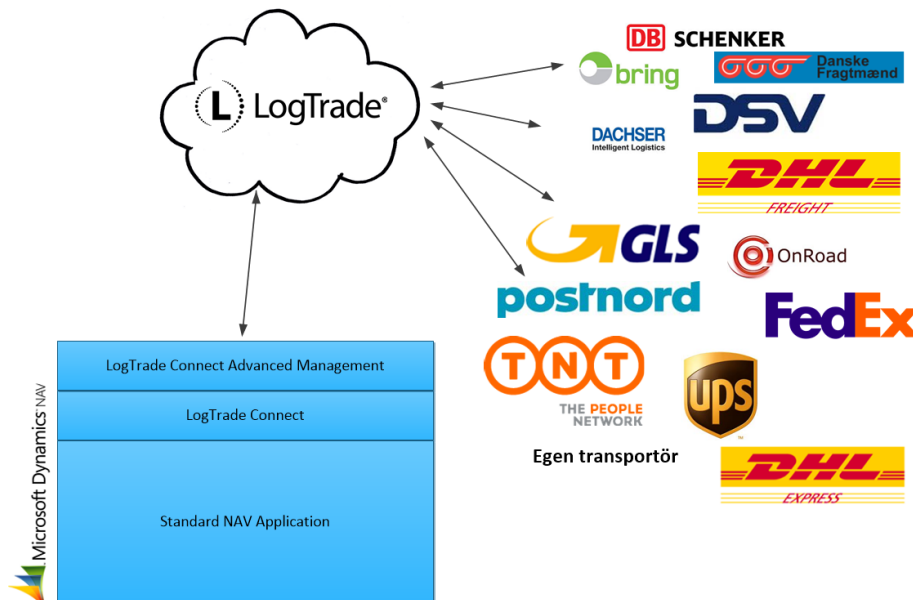 DB SCHENKER
bring
Danske
Fragtmænd
L LogTrade®
DSV
DACHSER
Intelligent Logistics
DHL
FREIGHT
GLS
OnRoad
postnord
FedEx
TNT
THE PEOPLE
NETWORK
ups
™
Egen transportör
DHL
EXPRESS
LogTrade Connect Advanced Management
LogTrade Connect
Standard NAV Application
Microsoft Dynamics NAV